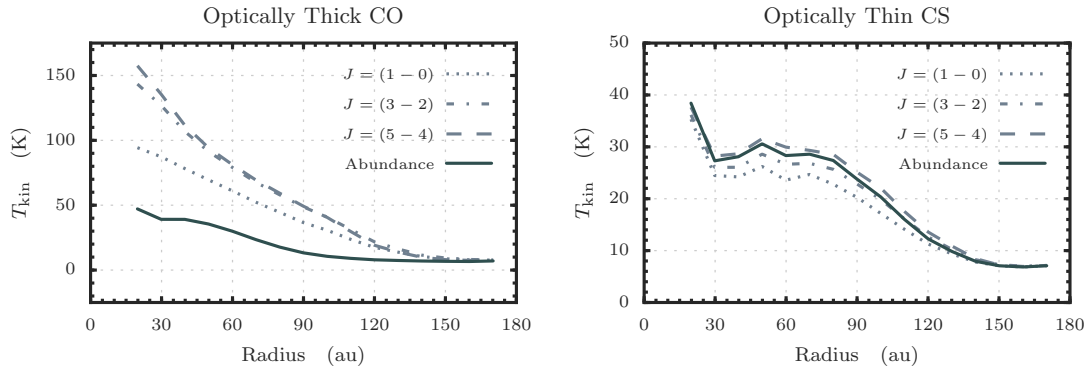 Optically Thick CO
150
100
50
0
T_kin (K)
J = (1 − 0)
J = (3 − 2)
J = (5 − 4)
Abundance
0 30 60 90 120 150 180
Radius (au)
Optically Thin CS
50
40
30
20
10
0
T_kin (K)
J = (1 − 0)
J = (3 − 2)
J = (5 − 4)
Abundance
0 30 60 90 120 150 180
Radius (au)